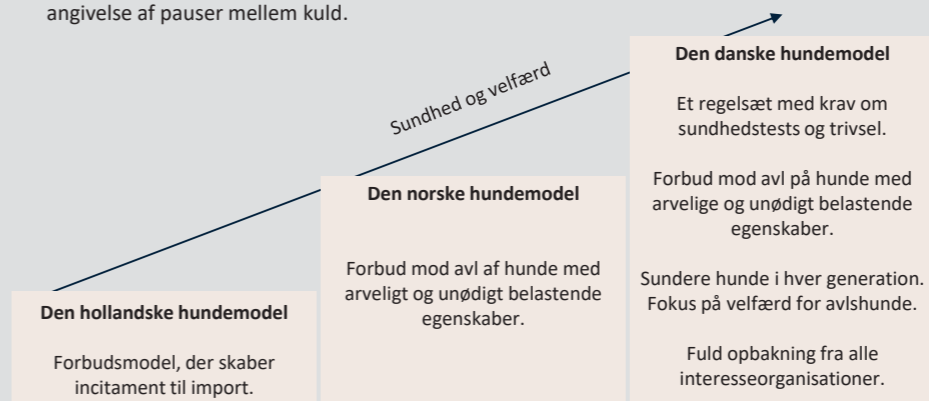 angivelse af pauser mellem kuld.
Sundhed og velfærd
Den hollandske hundemodel
Forbudsmodel, der skaber
incitament til import.
Den norske hundemodel
Forbud mod avl af hunde med
arveligt og unødigt belastende
egenskaber.
Den danske hundemodel
Et regelsæt med krav om
sundhedstests og trivsel.
Forbud mod avl på hunde med
arvelige og unødigt belastende
egenskaber.
Sundere hunde i hver generation.
Fokus på velfærd for avlshunde.
Fuld opbakning fra alle
interesseorganisationer.